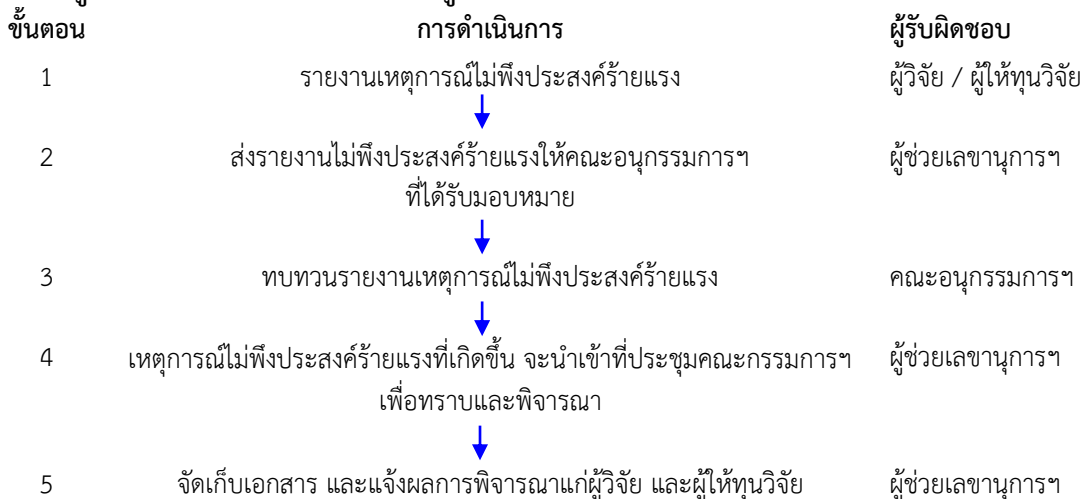 ขั้นตอน การดำเนินการ ผู้รับผิดชอบ
1 รายงานเหตุการณ์ไม่พึงประสงค์ร้ายแรง ผู้วิจัย / ผู้ให้ทุนวิจัย
2 ส่งรายงานไม่พึงประสงค์ร้ายแรงให้คณะอนุกรรมการฯ ผู้ช่วยเลขานุการฯ
ที่ได้รับมอบหมาย
3 ทบทวนรายงานเหตุการณ์ไม่พึงประสงค์ร้ายแรง คณะอนุกรรมการฯ
4 เหตุการณ์ไม่พึงประสงค์ร้ายแรงที่เกิดขึ้น จะนำเข้าที่ประชุมคณะกรรมการฯ ผู้ช่วยเลขานุการฯ
เพื่อทราบและพิจารณา
5 จัดเก็บเอกสาร และแจ้งผลการพิจารณาแก่ผู้วิจัย และผู้ให้ทุนวิจัย ผู้ช่วยเลขานุการฯ